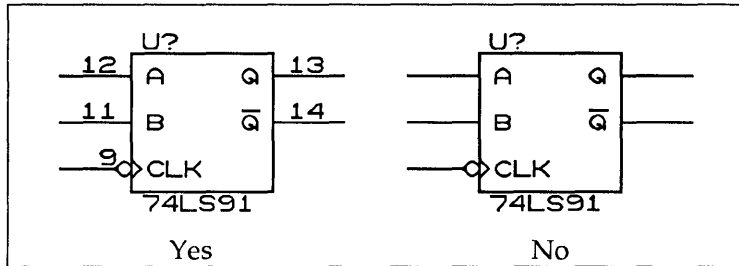 U? U?
12 A Q 13 A Q
11 B Q̅ 14 B Q̅
9 CLK CLK
74LS91 74LS91
Yes No